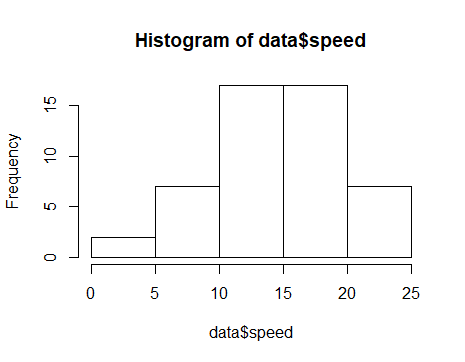 Histogram of data$speed
Frequency
15
10
5
0
0 5 10 15 20 25
data$speed